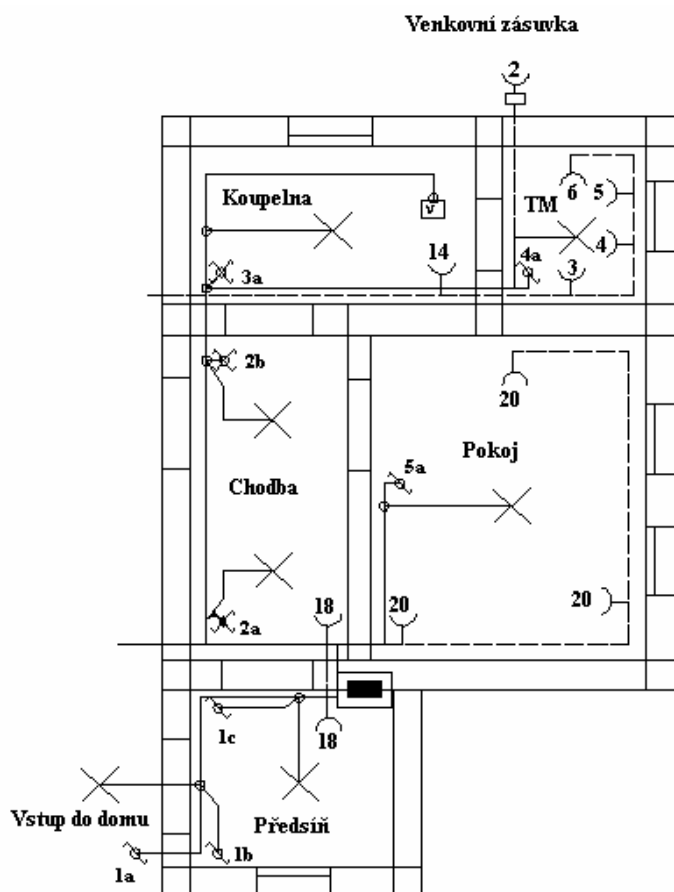 Venkovní zásuvka
2
Koupelna
V
TM
6
5
4
14
4a
3
3a
2b
20
Pokoj
5a
Chodba
18
20
20
2a
1c
18
Vstup do domu
Předsíň
1a
1b